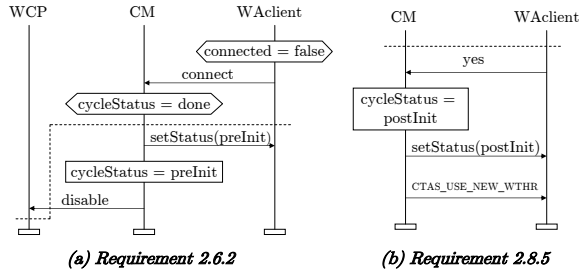 WCP CM WAclient
connected = false
connect
cycleStatus = done
setStatus(preInit)
cycleStatus = preInit
disable
(a) Requirement 2.6.2
CM WAclient
yes
cycleStatus =
postInit
setStatus(postInit)
CTAS_USE_NEW_WTHR
(b) Requirement 2.8.5